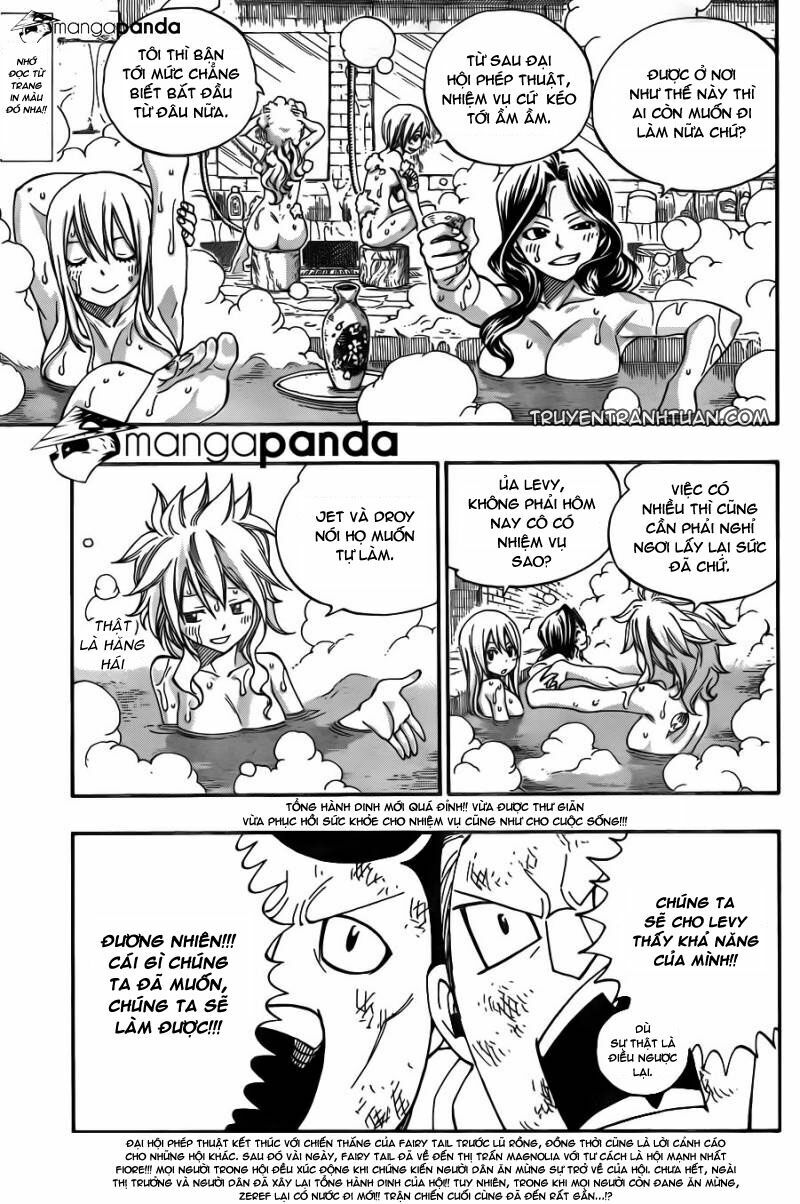 mangapanda
NHỚ
ĐỌC TỪ
TRANG
IN MÀU
ĐÓ NHA!!
ĐƯỢC Ở NƠI
NHƯ THẾ NÀY THÌ
AI CÒN MUỐN ĐI
LÀM NỮA CHỨ?
TỪ SAU ĐẠI
HỘI PHÉP THUẬT,
NHIỆM VỤ CỨ KÉO
TỚI ẦM ẦM.
TÔI THÌ BẬN
TỚI MỨC CHẲNG
BIẾT BẮT ĐẦU
TỪ ĐÂU NỮA.
TRUYENTRANHTUAN.COM
mangapanda
VIỆC CÓ
NHIỀU THÌ CŨNG
CẦN PHẢI NGHỈ
NGƠI LẤY LẠI SỨC
ĐÃ CHỨ.
ỦA LEVY,
KHÔNG PHẢI HÔM
NAY CÔ CÓ
NHIỆM VỤ
SAO?
JET VÀ DROY
NÓI HỌ MUỐN
TỰ LÀM.
THẬT
LÀ HĂNG
HÁI
TỔNG HÀNH DINH MỚI QUÁ ĐỈNH!! VỪA ĐƯỢC THƯ GIÃN
VỪA PHỤC HỒI SỨC KHỎE CHO NHIỆM VỤ CŨNG NHƯ CHO CUỘC SỐNG!!!
CHÚNG TA
SẼ CHO LEVY
THẤY KHẢ NĂNG
CỦA MÌNH!!
DÙ
SỰ THẬT LÀ
ĐIỀU NGƯỢC
LẠI.
ĐƯƠNG NHIÊN!!!
CÁI GÌ CHÚNG
TA ĐÃ MUỐN,
CHÚNG TA SẼ
LÀM ĐƯỢC!!!
ĐẠI HỘI PHÉP THUẬT KẾT THÚC VỚI CHIẾN THẮNG CỦA FAIRY TAIL TRƯỚC LŨ RỒNG, ĐỒNG THỜI CŨNG LÀ LỜI CẢNH CÁO
CHO NHỮNG HỘI KHÁC. SAU ĐÓ VÀI NGÀY, FAIRY TAIL ĐÃ VỀ ĐẾN THỊ TRẤN MAGNOLIA VỚI TƯ CÁCH LÀ HỘI MẠNH NHẤT
FIORE!!! MỌI NGƯỜI TRONG HỘI ĐỀU XÚC ĐỘNG KHI CHỨNG KIẾN NGƯỜI DÂN ĂN MỪNG SỰ TRỞ VỀ CỦA HỘI. CHƯA HẾT, NGÀI
THỊ TRƯỞNG VÀ NGƯỜI DÂN ĐÃ XÂY LẠI TỔNG HÀNH DINH CỦA HỘI!! TUY NHIÊN, TRONG KHI MỌI NGƯỜI CÒN ĐANG ĂN MỪNG,
ZEREF LẠI CÓ NƯỚC ĐI MỚI!! TRẬN CHIẾN CUỐI CÙNG ĐÃ ĐẾN RẤT GẦN...!?